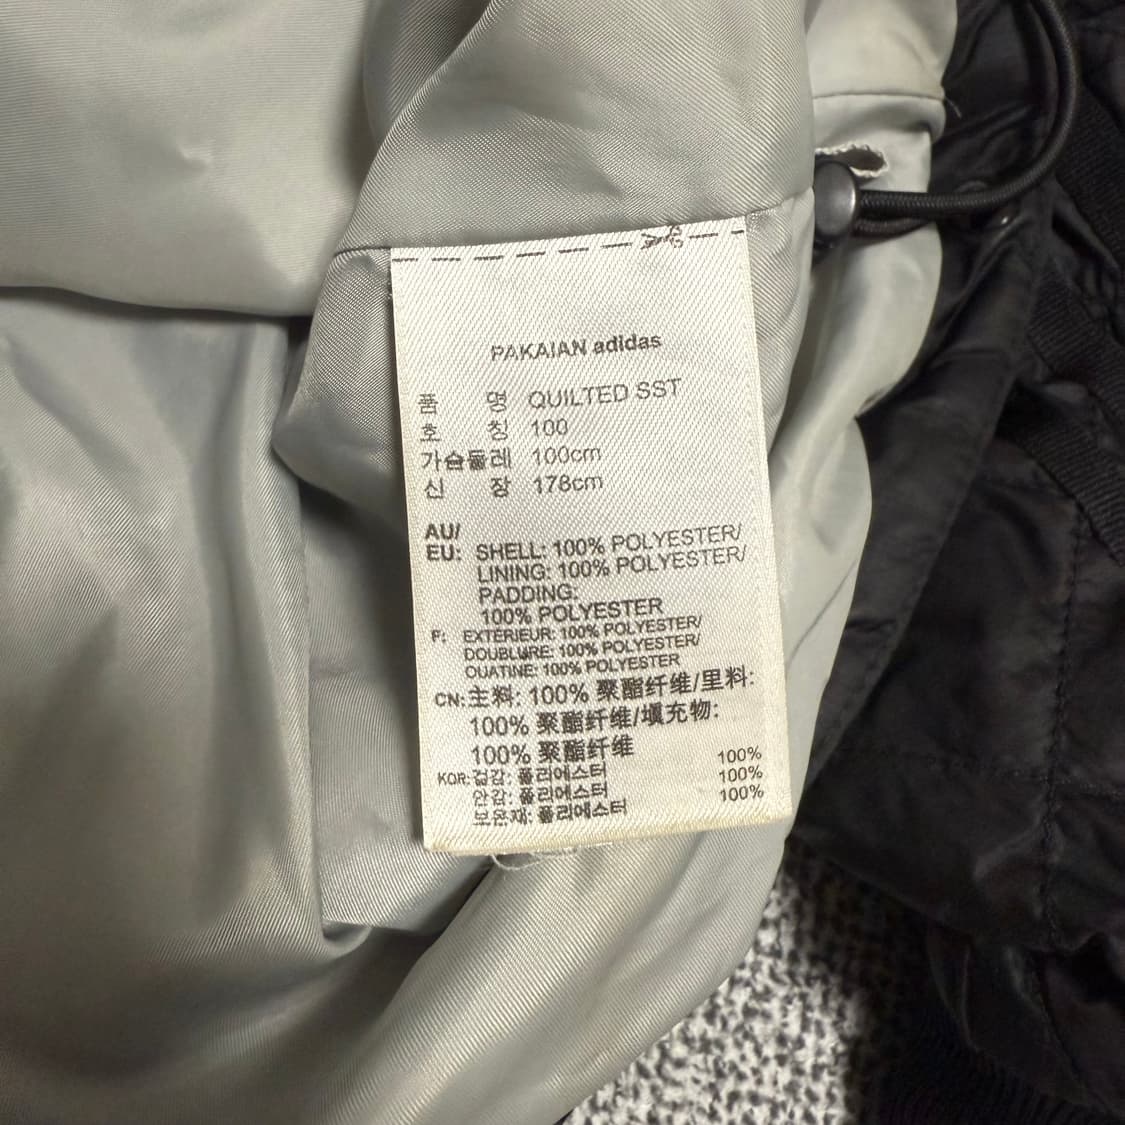 PAKAIAN adidas
품 명 QUILTED SST
호 칭 100
가슴둘레 100cm
신 장 178cm
AU/
EU: SHELL: 100% POLYESTER/
LINING: 100% POLYESTER/
PADDING:
100% POLYESTER
F: EXTERIEUR: 100% POLYESTER/
DOUBLURE: 100% POLYESTER/
OUATINE: 100% POLYESTER
CN: 主料: 100% 聚酯纤维/里料:
100% 聚酯纤维/填充物:
100% 聚酯纤维
KOR: 겉감: 폴리에스터 100%
안감: 폴리에스터 100%
보온재: 폴리에스터 100%